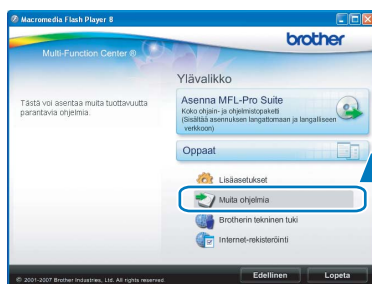 Macromedia Flash Player 8
brother
Multi-Function Center ®
Ylävalikko
Tästä voi asentaa muita tuottavuutta
parantavia ohjelmia.
Asenna MFL-Pro Suite
Koko ohjain- ja ohjelmistopaketti
(Sisältää asennuksen langattomaan ja langalliseen
verkkoon)
Oppaat
Lisäasetukset
Muita ohjelmia
Brotherin tekninen tuki
Internet-rekisteröinti
© 2001-2007 Brother Industries, Ltd. All rights reserved
Edellinen
Lopeta